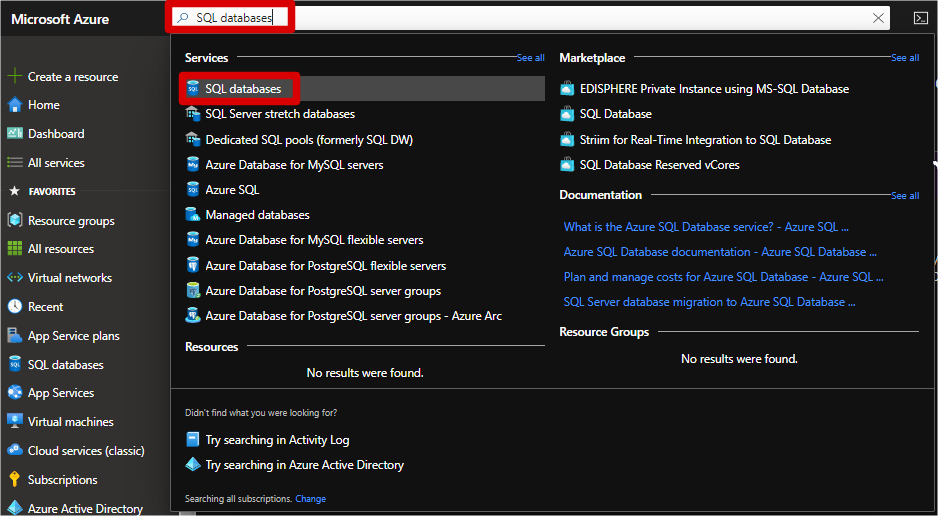 Microsoft Azure
SQL databases
Create a resource
Home
Dashboard
All services
FAVORITES
Resource groups
All resources
Virtual networks
Recent
App Service plans
SQL databases
App Services
Virtual machines
Cloud services (classic)
Subscriptions
Azure Active Directory
Services
See all
SQL databases
SQL Server stretch databases
Dedicated SQL pools (formerly SQL DW)
Azure Database for MySQL servers
Azure SQL
Managed databases
Azure Database for MySQL flexible servers
Azure Database for PostgreSQL flexible servers
Azure Database for PostgreSQL server groups
Azure Database for PostgreSQL server groups - Azure Arc
Resources
No results were found.
Marketplace
See all
EDISPHERE Private Instance using MS-SQL Database
SQL Database
Striim for Real-Time Integration to SQL Database
SQL Database Reserved vCores
Documentation
See all
What is the Azure SQL Database service? - Azure SQL ...
Azure SQL Database documentation - Azure SQL Database ...
Plan and manage costs for Azure SQL Database - Azure SQL ...
SQL Server database migration to Azure SQL Database ...
Resource Groups
No results were found.
Didn't find what you were looking for?
Try searching in Activity Log
Try searching in Azure Active Directory
Searching all subscriptions. Change